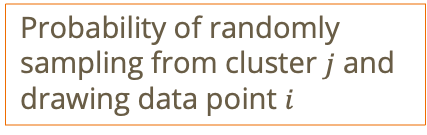 Probability of randomly
sampling from cluster j and
drawing data point i